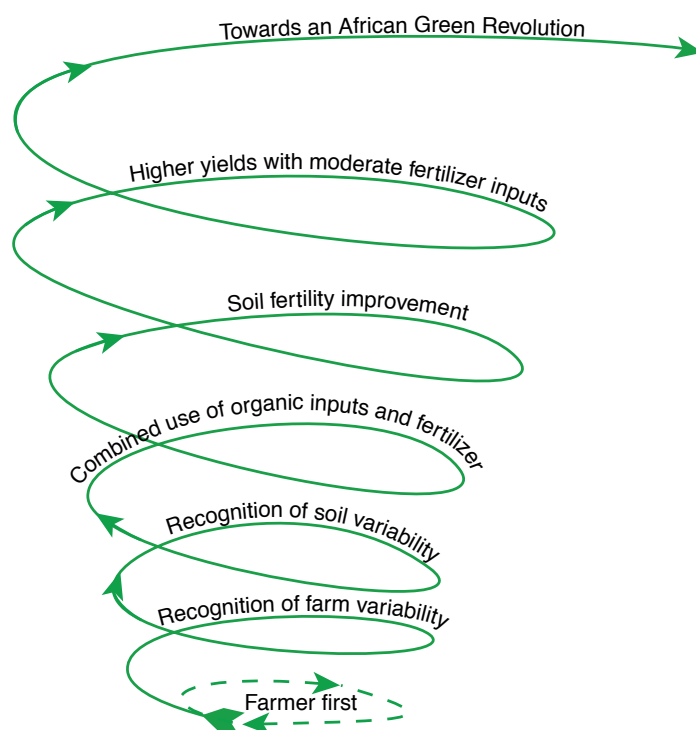 Towards an African Green Revolution
Higher yields with moderate fertilizer inputs
Soil fertility improvement
Combined use of organic inputs and fertilizer
Recognition of soil variability
Recognition of farm variability
Farmer first